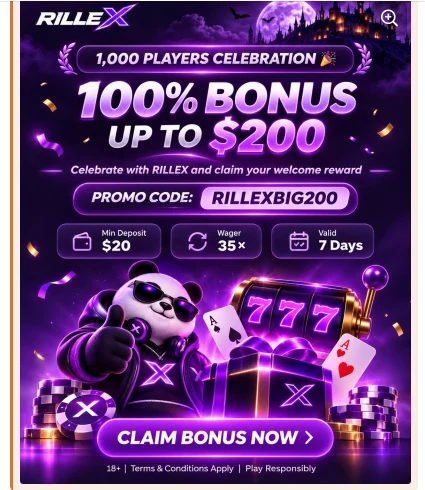 RILLEX
1,000 PLAYERS CELEBRATION 🎉
100% BONUS
UP TO $200
Celebrate with RILLEX and claim your welcome reward
PROMO CODE: RILLEXBIG200
Min Deposit
$20
Wager
35×
Valid
7 Days
777
A
A
X
X
X
CLAIM BONUS NOW >
18+ | Terms & Conditions Apply | Play Responsibly